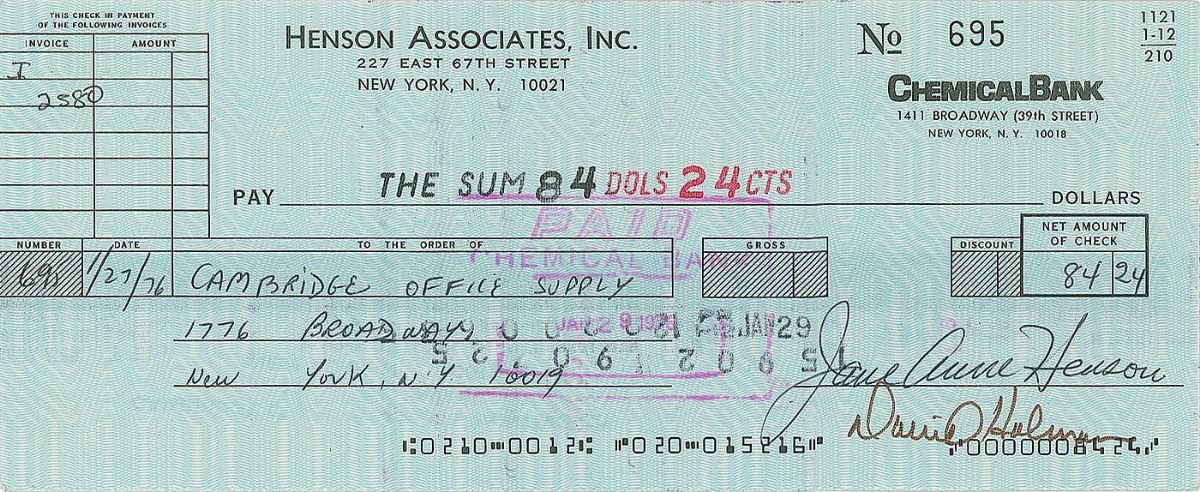 THIS CHECK IN PAYMENT
OF THE FOLLOWING INVOICES
INVOICE AMOUNT
I
2580
HENSON ASSOCIATES, INC.
227 EAST 67TH STREET
NEW YORK, N. Y. 10021
No 695
1121
1-12
210
CHEMICALBANK
1411 BROADWAY (39th STREET)
NEW YORK, N. Y. 10018
PAY THE SUM 84 DOLS 24 CTS DOLLARS
PAID
CHEMICAL BANK
NUMBER DATE TO THE ORDER OF GROSS DISCOUNT NET AMOUNT OF CHECK
1/27/76 CAMBRIDGE OFFICE SUPPLY 84 24
1776 BROADWAY
JAN 29
NEW YORK, N.Y. 10019
Jane Anne Henson
⑆0210⑉0012⑆ ⑈020⑉015216⑈ ⑈0000008424⑈